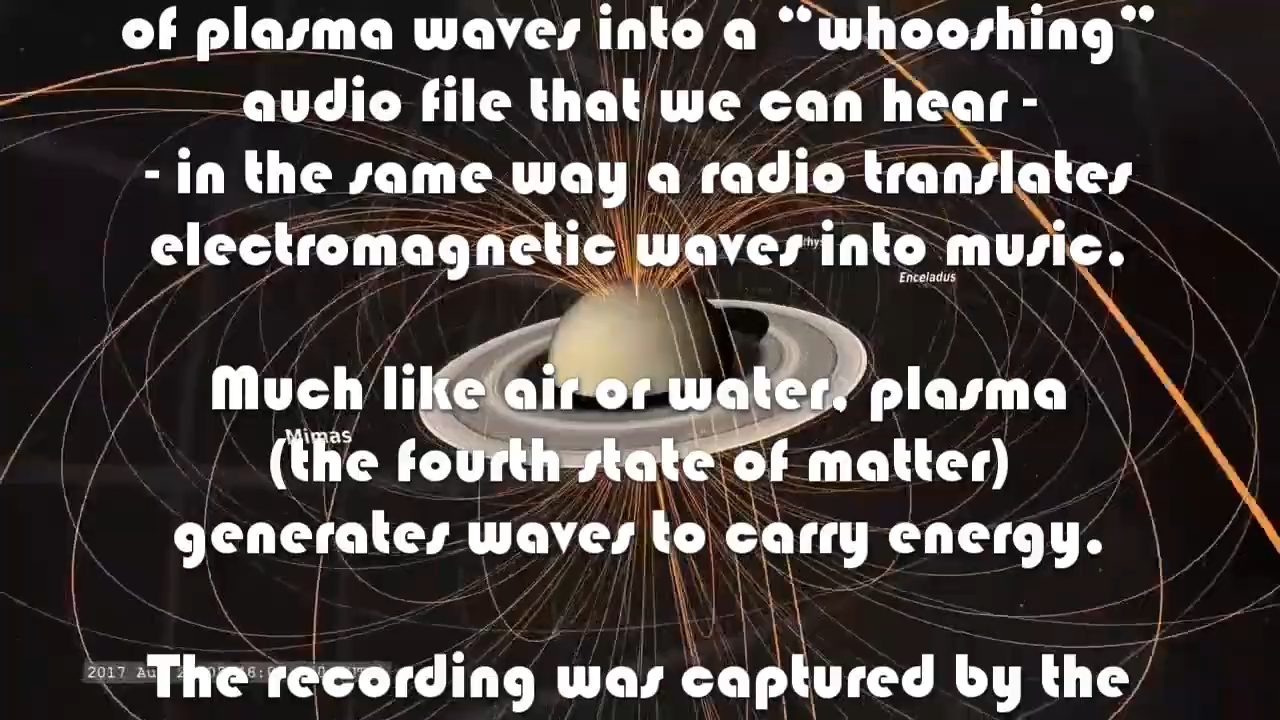 of plasma waves into a “whooshing”
audio file that we can hear -
- in the same way a radio translates
electromagnetic waves into music.
Enceladus
Much like air or water, plasma
Mimas
(the fourth state of matter)
generates waves to carry energy.
2017
The recording was captured by the